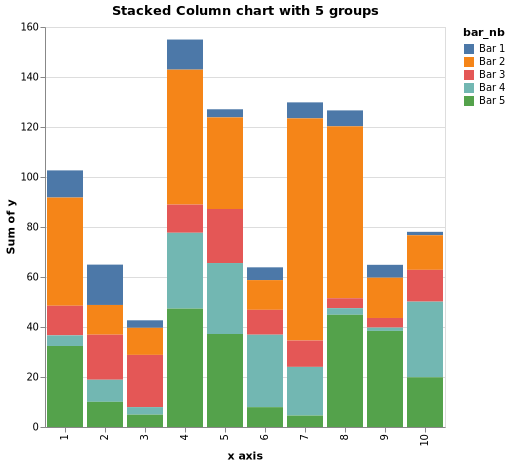 Stacked Column chart with 5 groups
bar_nb
Bar 1
Bar 2
Bar 3
Bar 4
Bar 5
Sum of y
160
140
120
100
80
60
40
20
0
1 2 3 4 5 6 7 8 9 10
x axis